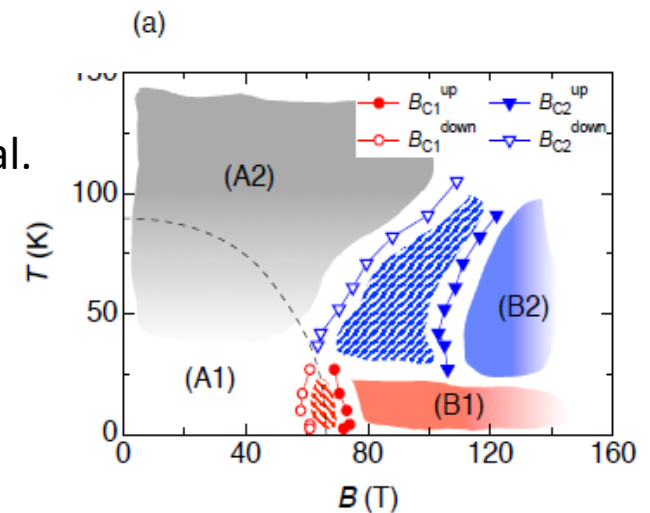 (a)
al.
150
B_C1^up B_C2^up
B_C1^down B_C2^down
(A2)
100
T (K)
50
(B2)
(A1)
(B1)
0
0 40 80 120 160
B (T)